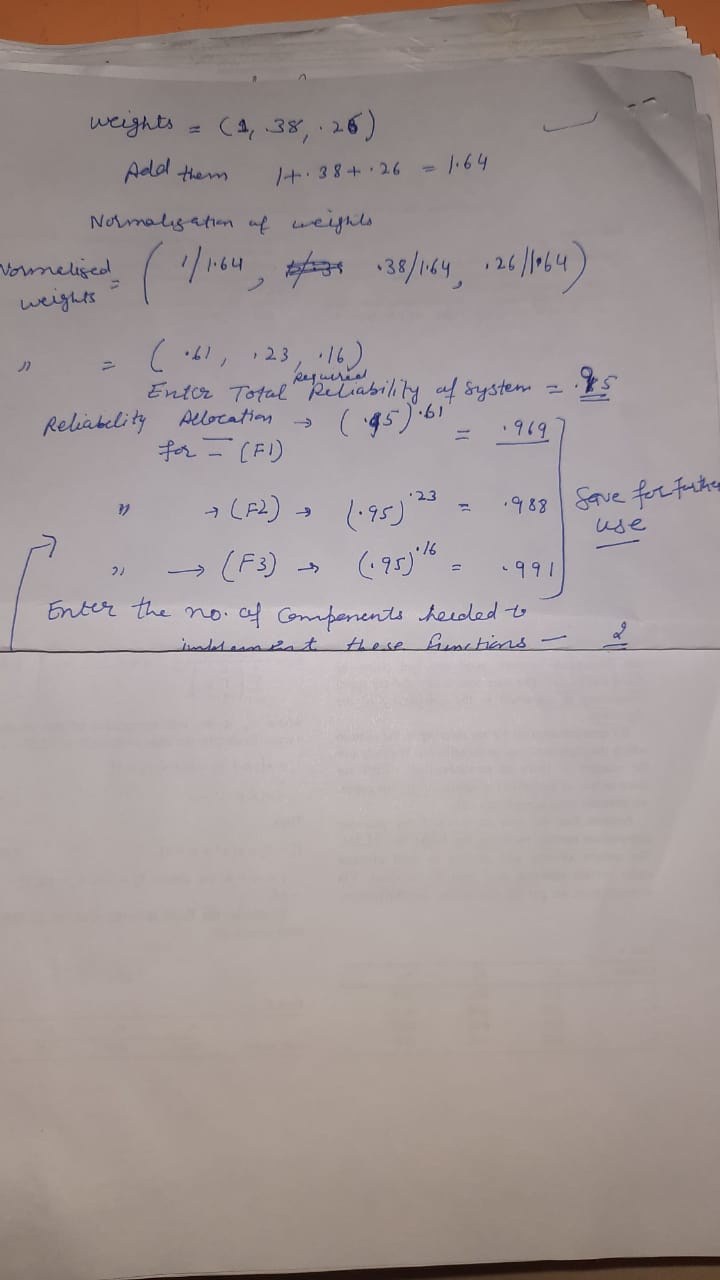 weights = (1, .38, .26)
Add them 1+.38+.26 = 1.64
Normalization of weights
Normalised weights = ( 1/1.64, .38/1.64, .26/1.64)
" = ( .61, .23, .16)
Enter Total Required Reliability of system = .95
Reliability Allocation → (.95)^.61 = .969
for = (F1)
" → (F2) → (.95)^.23 = .988
" → (F3) → (.95)^.16 = .991
Save for further use
Enter the no. of Components needed to
implement these functions — 2